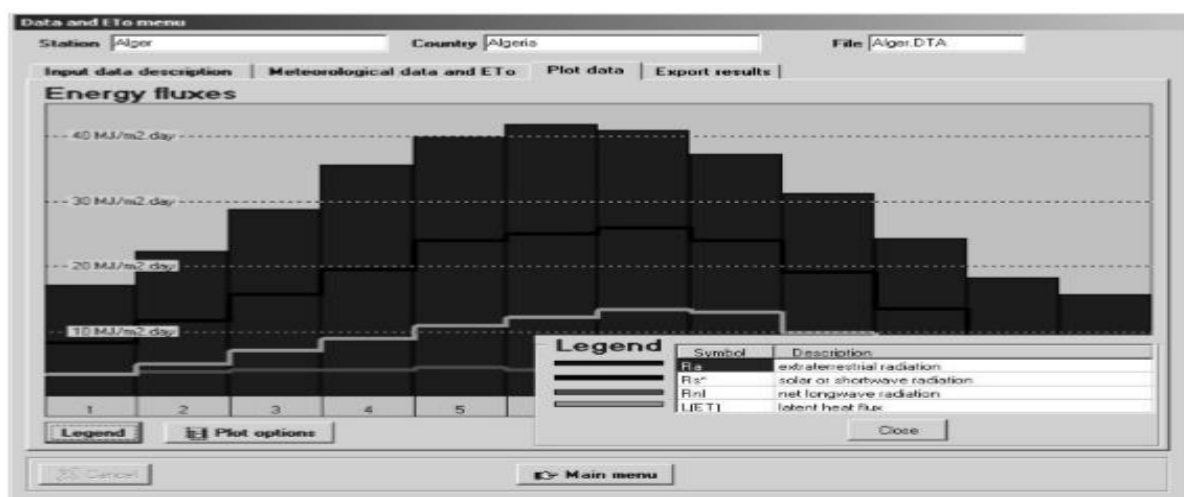 Data and ETo menu
Station Alger Country Algeria File Alger.DTA
Input data description Meteorological data and ETo Plot data Export results
Energy fluxes
40 MJ/m2.day
30 MJ/m2.day
20 MJ/m2.day
10 MJ/m2.day
Legend Symbol Description
Ra extraterrestrial radiation
Rs* solar or shortwave radiation
Rnl net longwave radiation
L[ET] latent heat flux
1 2 3 4 5
Close
Legend Plot options
Cancel Main menu